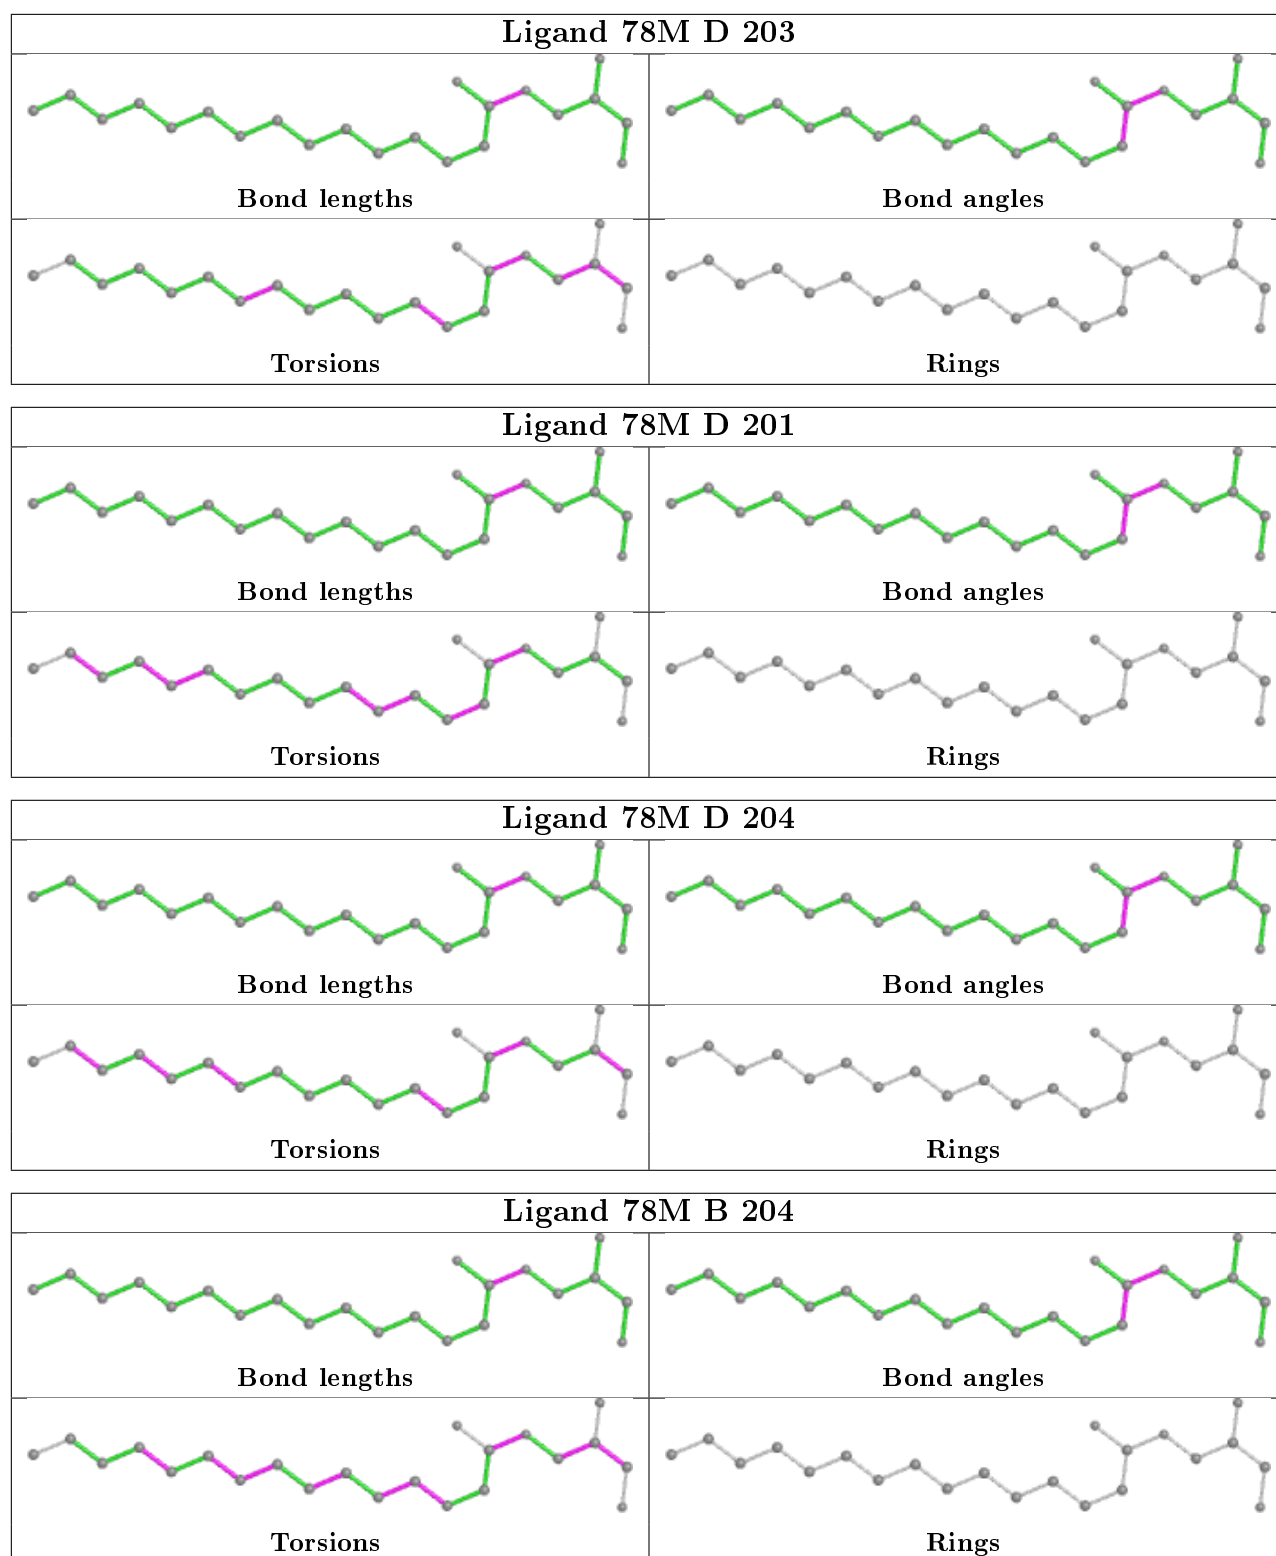 Ligand 78M D 203
Bond lengths
Bond angles
Torsions
Rings
Ligand 78M D 201
Bond lengths
Bond angles
Torsions
Rings
Ligand 78M D 204
Bond lengths
Bond angles
Torsions
Rings
Ligand 78M B 204
Bond lengths
Bond angles
Torsions
Rings